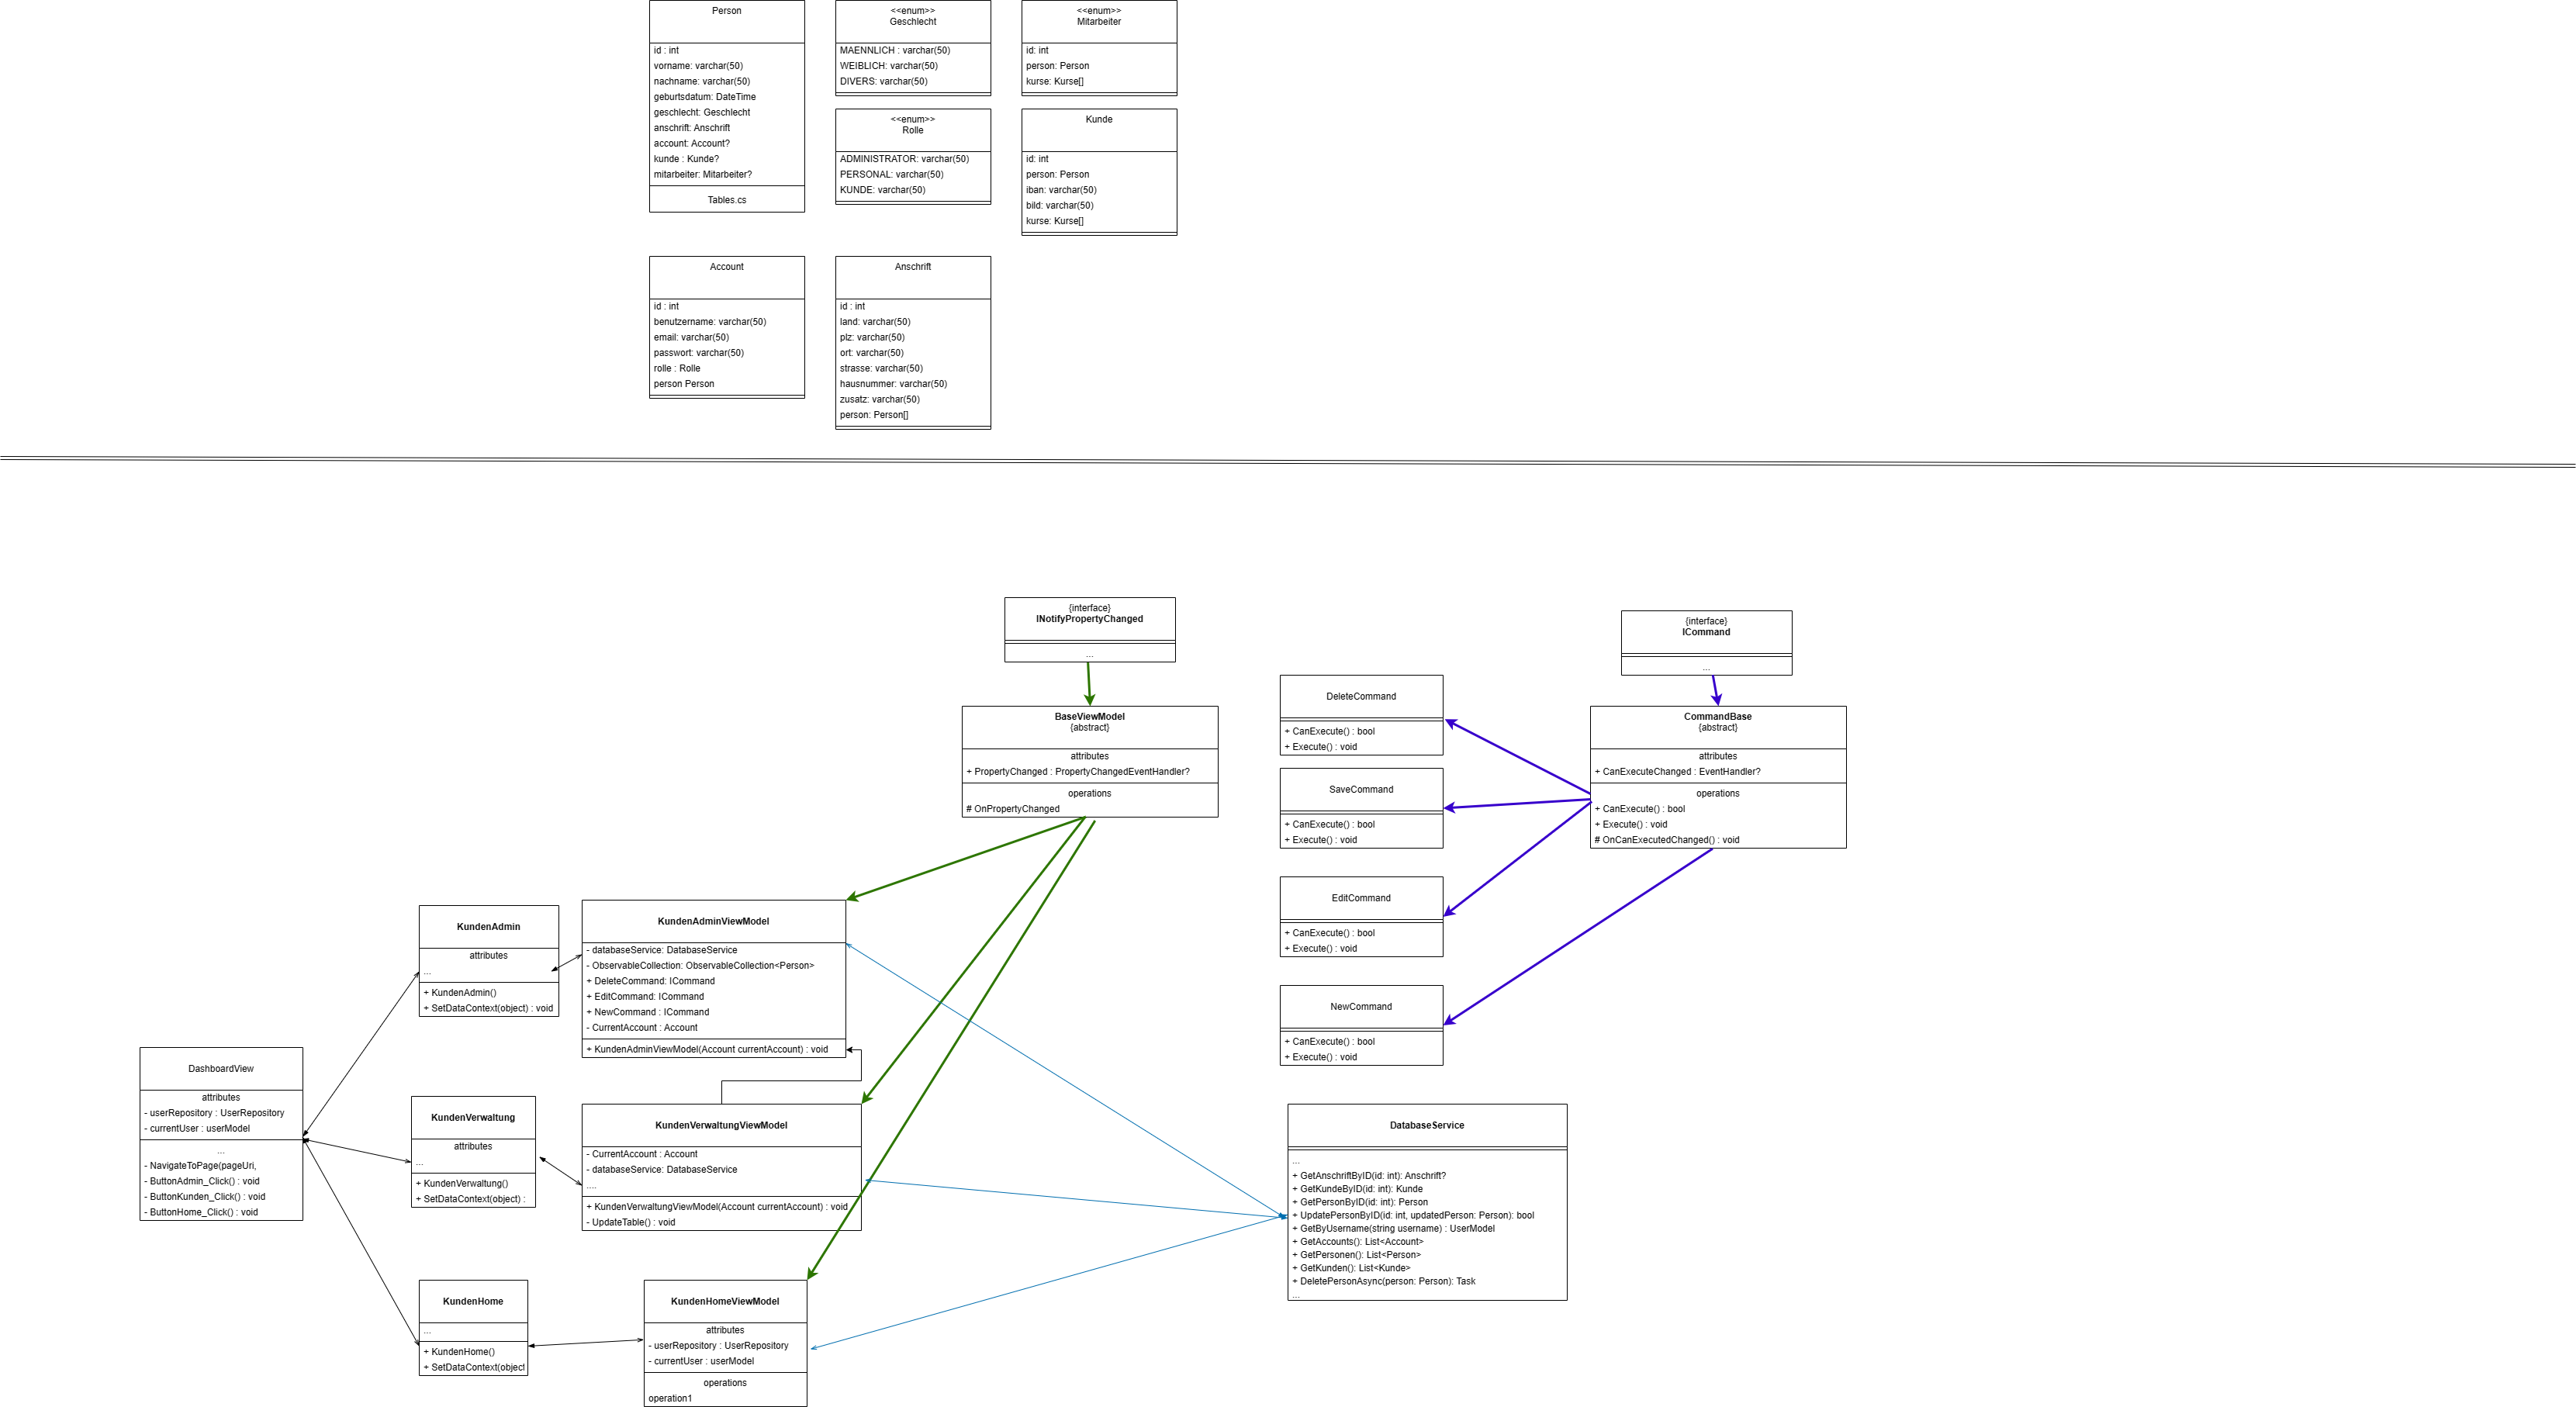 Person
id : int
vorname: varchar(50)
nachname: varchar(50)
geburtsdatum: DateTime
geschlecht: Geschlecht
anschrift: Anschrift
account: Account?
kunde : Kunde?
mitarbeiter: Mitarbeiter?
Tables.cs
<<enum>>
Geschlecht
MAENNLICH : varchar(50)
WEIBLICH: varchar(50)
DIVERS: varchar(50)
<<enum>>
Mitarbeiter
id: int
person: Person
kurse: Kurse[]
<<enum>>
Rolle
ADMINISTRATOR: varchar(50)
PERSONAL: varchar(50)
KUNDE: varchar(50)
Kunde
id: int
person: Person
iban: varchar(50)
bild: varchar(50)
kurse: Kurse[]
Account
id : int
benutzername: varchar(50)
email: varchar(50)
passwort: varchar(50)
rolle : Rolle
person Person
Anschrift
id : int
land: varchar(50)
plz: varchar(50)
ort: varchar(50)
strasse: varchar(50)
hausnummer: varchar(50)
zusatz: varchar(50)
person: Person[]
{interface}
INotifyPropertyChanged
...
{interface}
ICommand
...
BaseViewModel
{abstract}
attributes
+ PropertyChanged : PropertyChangedEventHandler?
operations
# OnPropertyChanged
DeleteCommand
+ CanExecute() : bool
+ Execute() : void
SaveCommand
+ CanExecute() : bool
+ Execute() : void
EditCommand
+ CanExecute() : bool
+ Execute() : void
NewCommand
+ CanExecute() : bool
+ Execute() : void
CommandBase
{abstract}
attributes
+ CanExecuteChanged : EventHandler?
operations
+ CanExecute() : bool
+ Execute() : void
# OnCanExecutedChanged() : void
KundenAdmin
attributes
...
+ KundenAdmin()
+ SetDataContext(object) : void
KundenAdminViewModel
- databaseService: DatabaseService
- ObservableCollection: ObservableCollection<Person>
+ DeleteCommand: ICommand
+ EditCommand: ICommand
+ NewCommand : ICommand
- CurrentAccount : Account
+ KundenAdminViewModel(Account currentAccount) : void
DashboardView
attributes
- userRepository : UserRepository
- currentUser : userModel
...
- NavigateToPage(pageUri,
- ButtonAdmin_Click() : void
- ButtonKunden_Click() : void
- ButtonHome_Click() : void
KundenVerwaltung
attributes
...
+ KundenVerwaltung()
+ SetDataContext(object) :
KundenVerwaltungViewModel
- CurrentAccount : Account
- databaseService: DatabaseService
....
+ KundenVerwaltungViewModel(Account currentAccount) : void
- UpdateTable() : void
DatabaseService
...
+ GetAnschriftByID(id: int): Anschrift?
+ GetKundeByID(id: int): Kunde
+ GetPersonByID(id: int): Person
+ UpdatePersonByID(id: int, updatedPerson: Person): bool
+ GetByUsername(string username) : UserModel
+ GetAccounts(): List<Account>
+ GetPersonen(): List<Person>
+ GetKunden(): List<Kunde>
+ DeletePersonAsync(person: Person): Task
...
KundenHome
...
+ KundenHome()
+ SetDataContext(object
KundenHomeViewModel
attributes
- userRepository : UserRepository
- currentUser : userModel
operations
operation1